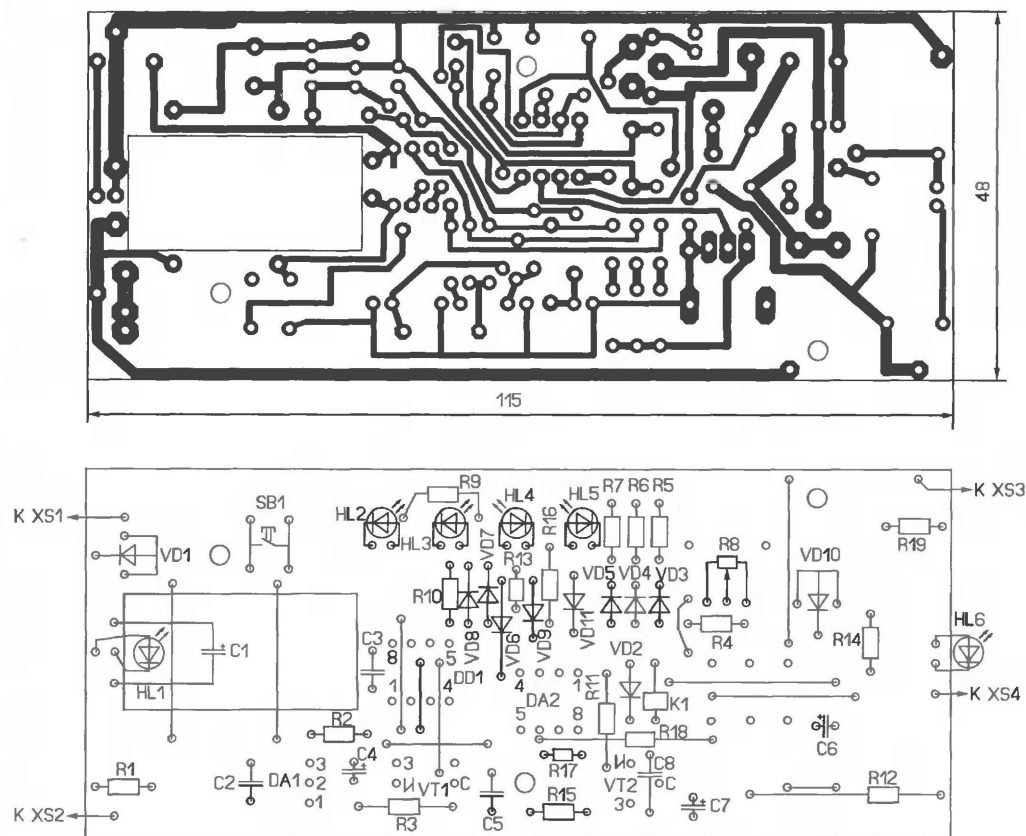 48
115
K XS1
SB1
HL2
R9
HL3
VD7
HL4
R16
HL5
R7 R6 R5
K XS3
VD1
R13
R8
VD10
R19
R10
VD5 VD4 VD3
HL6
HL1
C1
C3
8
5
VD8
VD6
VD9
VD11
R4
R14
1
4
DD1
4
1
R11
VD2
DA2
K1
K XS4
R2
5
8
R18
C6
R1
C2
DA1
3
2
1
C4
И
VT1
С
R17
И
C8
VT2
С
3
C7
R12
R3
C5
R15
K XS2